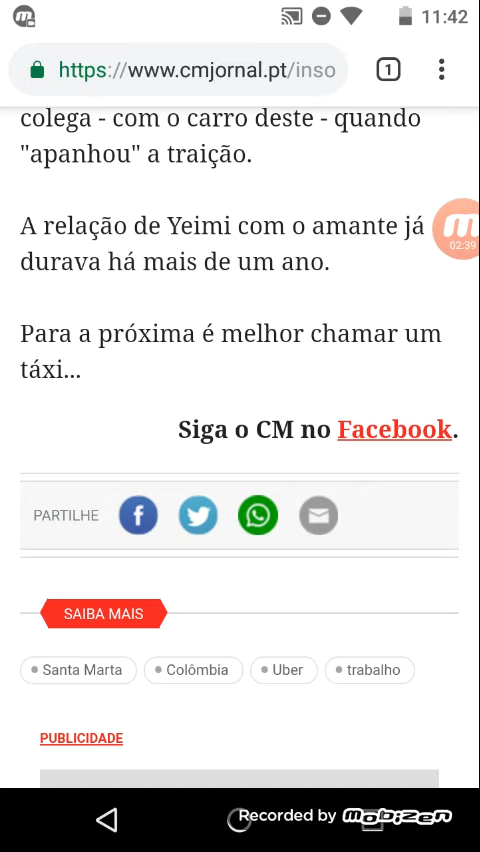 11:42
https://www.cmjornal.pt/inso
1
colega - com o carro deste - quando
"apanhou" a traição.
A relação de Yeimi com o amante já
durava há mais de um ano.
02:39
Para a próxima é melhor chamar um
táxi...
Siga o CM no Facebook.
PARTILHE
SAIBA MAIS
Santa Marta
Colômbia
Uber
trabalho
PUBLICIDADE
Recorded by MOBIZEN